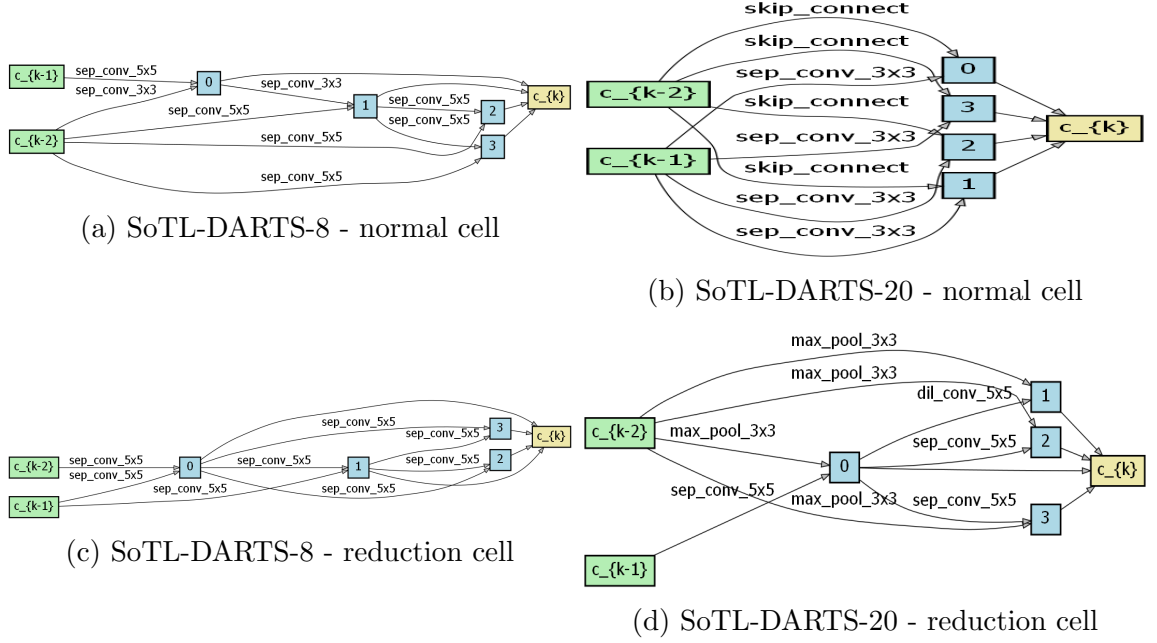 c_{k-1}
c_{k-2}
sep_conv_5x5
sep_conv_3x3
0
sep_conv_3x3
sep_conv_5x5
1
sep_conv_5x5
sep_conv_5x5
2
3
c_{k}
sep_conv_5x5
sep_conv_5x5
(a) SoTL-DARTS-8 - normal cell
skip_connect
skip_connect
sep_conv_3x3
c_{k-2}
skip_connect
sep_conv_3x3
c_{k-1}
skip_connect
sep_conv_3x3
sep_conv_3x3
0
3
2
1
c_{k}
(b) SoTL-DARTS-20 - normal cell
c_{k-2}
c_{k-1}
sep_conv_5x5
sep_conv_5x5
0
sep_conv_5x5
sep_conv_5x5
sep_conv_5x5
1
sep_conv_5x5
sep_conv_5x5
sep_conv_5x5
3
2
c_{k}
(c) SoTL-DARTS-8 - reduction cell
max_pool_3x3
max_pool_3x3
dil_conv_5x5
c_{k-2}
max_pool_3x3
sep_conv_5x5
0
sep_conv_5x5
max_pool_3x3
sep_conv_5x5
1
2
3
c_{k}
c_{k-1}
(d) SoTL-DARTS-20 - reduction cell